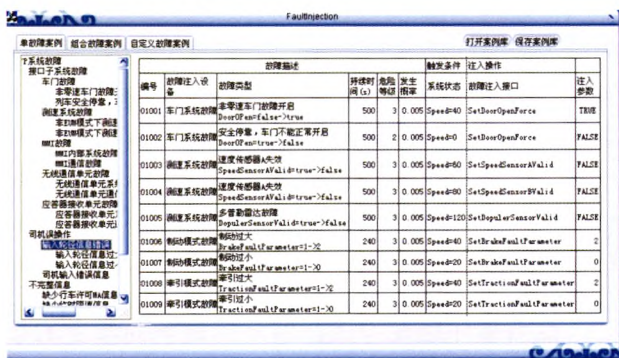 FaultInjection
单故障案例 组合故障案例 自定义故障案例 打开案例库 保存案例库
?系统故障
接口子系统故障
车门故障
非零速车门故障
列车安全停靠,
测速系统故障
MMI故障
MMI内部系统故障
MMI通信故障
无线通信单元故障
无线通信单元系
无线通信单元通
应答器接收单元故障
应答器接收单元
应答器接收单元
司机误操作
输入轮径信息错误
输入轮径信息过
输入轮径信息过
司机输入错误信息
不完整信息
缺少行车许可MA信息
故障描述 触发条件 注入操作
编号 故障注入设备 故障类型 持续时间(s) 危险等级 发生概率 系统状态 故障注入接口 注入参数
01001 车门系统故障 非零速车门故障开启 DoorOPen=false->true 500 3 0.005 Speed=40 SetDoorOpenForce TRUE
01002 车门系统故障 安全停靠,车门不能正常开启 DoorOPen=true->false 500 2 0.005 Speed=0 SetDoorOpenForce FALSE
01003 测速系统故障 速度传感器A失效 SpeedSensorAValid=true->false 500 3 0.005 Speed=60 SetSpeedSensorAValid FALSE
01004 测速系统故障 速度传感器A失效 SpeedSensorBValid=true->false 500 3 0.005 Speed=80 SetSpeedSensorBValid FALSE
01005 测速系统故障 多普勒雷达故障 DopulerSensorValid=true->false 500 3 0.005 Speed=120 SetDopulerSensorValid FALSE
01006 制动模式故障 制动过大 BrakeFaultParameter=1->2 240 3 0.005 Speed=40 SetBrakeFaultParameter 2
01007 制动模式故障 制动过小 BrakeFaultParameter=1->0 240 3 0.005 Speed=20 SetBrakeFaultParameter 0
01008 牵引模式故障 牵引过大 TractionFaultParameter=1->2 240 3 0.005 Speed=40 SetTractionFaultParameter 2
01009 牵引模式故障 牵引过小 TractionFaultParameter=1->0 240 3 0.005 Speed=20 SetTractionFaultParameter 0